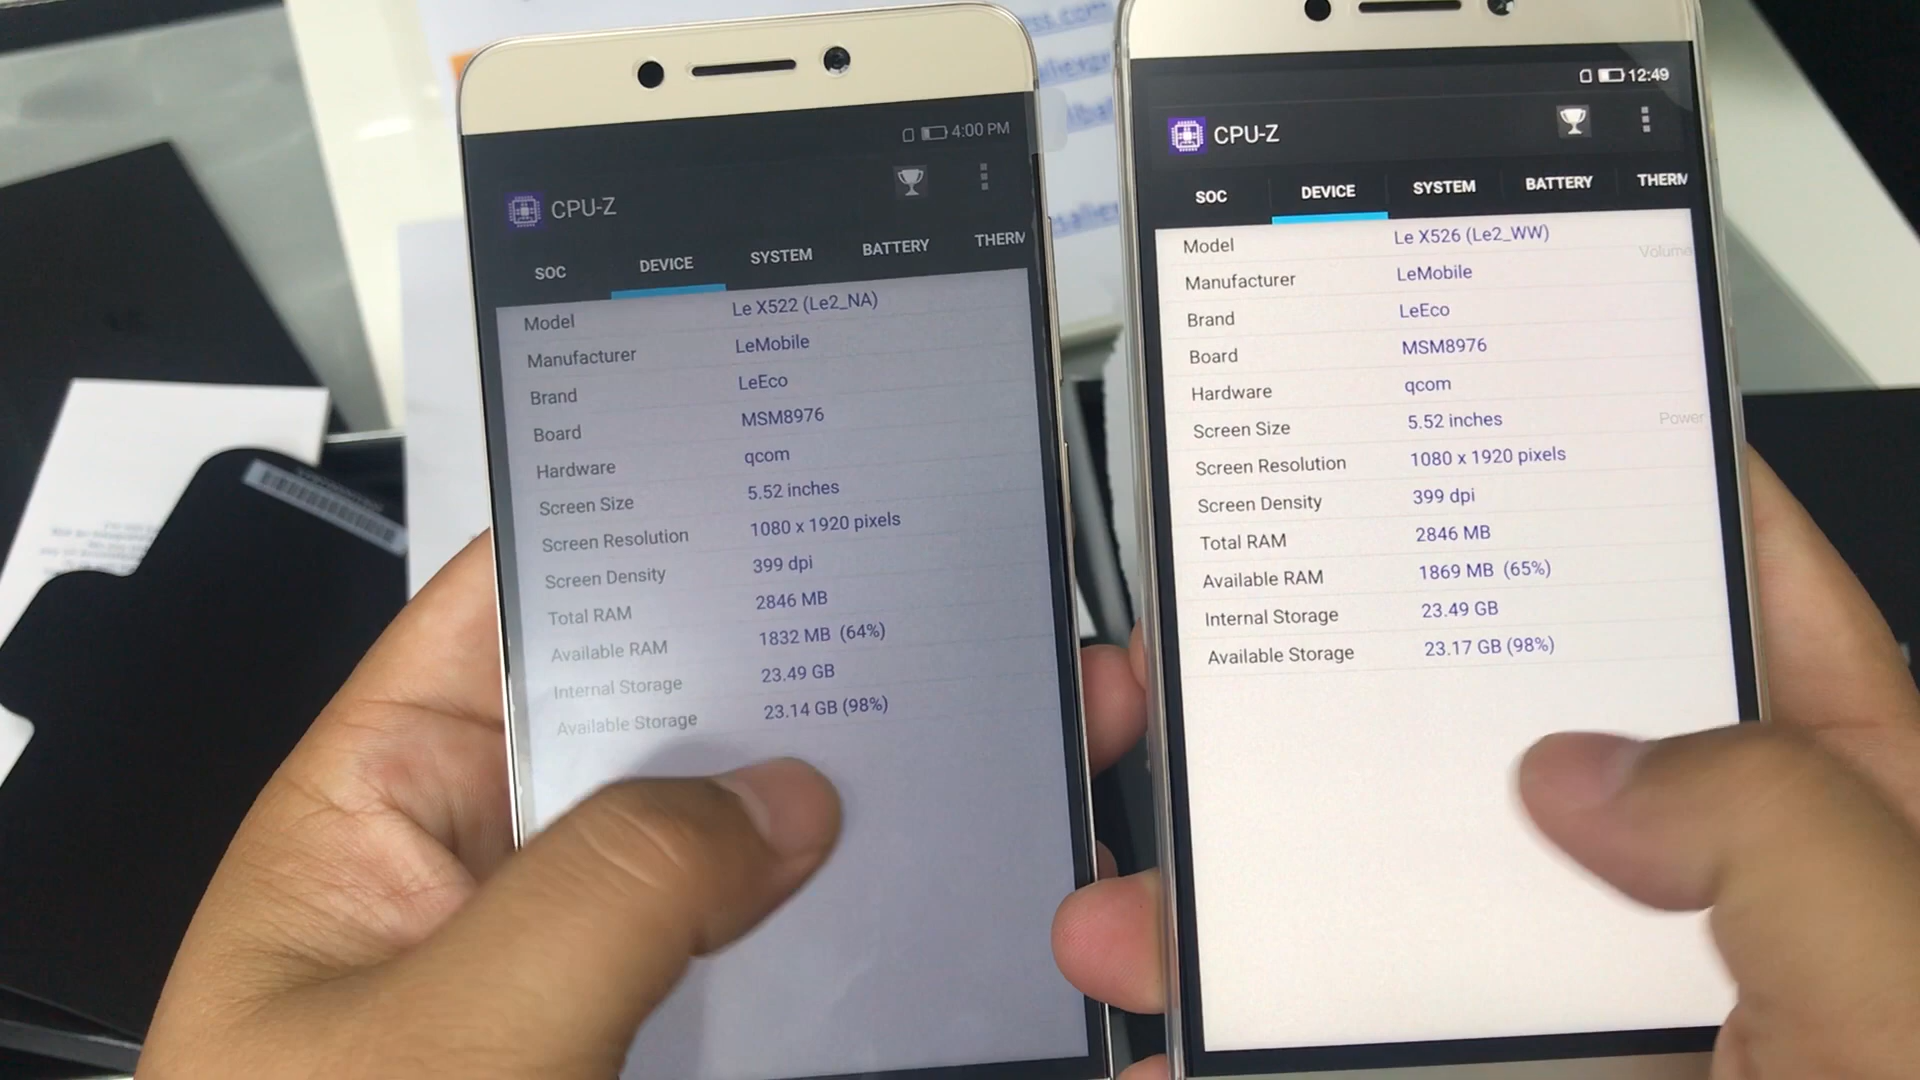 4:00 PM
CPU-Z
SOC DEVICE SYSTEM BATTERY THERM
Model Le X522 (Le2_NA)
Manufacturer LeMobile
Brand LeEco
Board MSM8976
Hardware qcom
Screen Size 5.52 inches
Screen Resolution 1080 x 1920 pixels
Screen Density 399 dpi
Total RAM 2846 MB
Available RAM 1832 MB (64%)
Internal Storage 23.49 GB
Available Storage 23.14 GB (98%)
12:49
CPU-Z
SOC DEVICE SYSTEM BATTERY THERM
Model Le X526 (Le2_WW)
Volume
Manufacturer LeMobile
Brand LeEco
Board MSM8976
Hardware qcom
Screen Size 5.52 inches
Power
Screen Resolution 1080 x 1920 pixels
Screen Density 399 dpi
Total RAM 2846 MB
Available RAM 1869 MB (65%)
Internal Storage 23.49 GB
Available Storage 23.17 GB (98%)